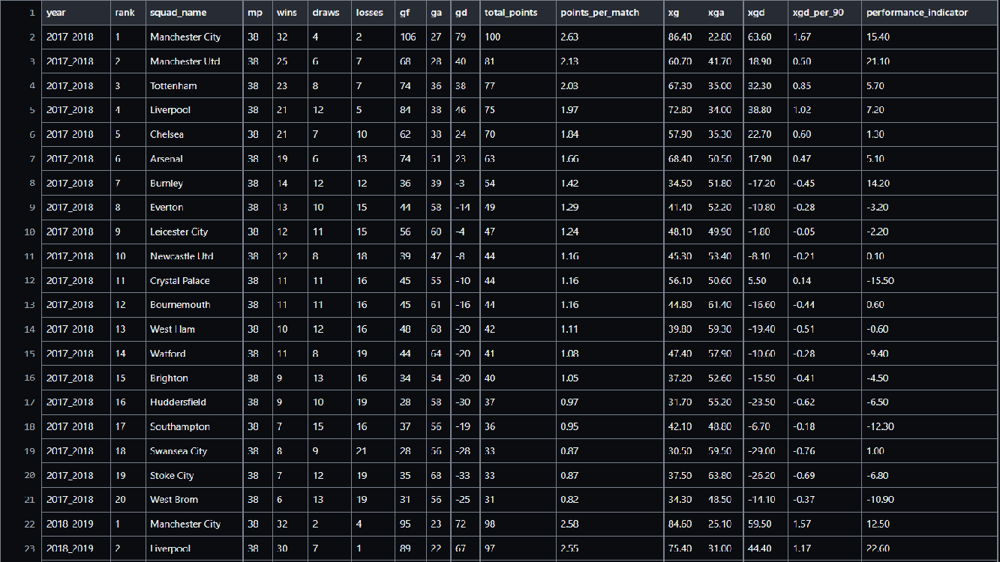 1 year rank squad_name mp wins draws losses gf ga gd total_points points_per_match xg xga xgd xgd_per_90 performance_indicator
2 2017_2018 1 Manchester City 38 32 4 2 106 27 79 100 2.63 86.40 22.80 63.60 1.67 15.40
3 2017_2018 2 Manchester Utd 38 25 6 7 68 28 40 81 2.13 60.70 41.70 18.90 0.50 21.10
4 2017_2018 3 Tottenham 38 23 8 7 74 36 38 77 2.03 67.30 35.00 32.30 0.85 5.70
5 2017_2018 4 Liverpool 38 21 12 5 84 38 46 75 1.97 72.80 34.00 38.80 1.02 7.20
6 2017_2018 5 Chelsea 38 21 7 10 62 38 24 70 1.84 57.90 35.30 22.70 0.60 1.30
7 2017_2018 6 Arsenal 38 19 6 13 74 51 23 63 1.66 68.40 50.50 17.90 0.47 5.10
8 2017_2018 7 Burnley 38 14 12 12 36 39 -3 54 1.42 34.50 51.80 -17.20 -0.45 14.20
9 2017_2018 8 Everton 38 13 10 15 44 58 -14 49 1.29 41.40 52.20 -10.80 -0.28 -3.20
10 2017_2018 9 Leicester City 38 12 11 15 56 60 -4 47 1.24 48.10 49.90 -1.80 -0.05 -2.20
11 2017_2018 10 Newcastle Utd 38 12 8 18 39 47 -8 44 1.16 45.30 53.40 -8.10 -0.21 0.10
12 2017_2018 11 Crystal Palace 38 11 11 16 45 55 -10 44 1.16 56.10 50.60 5.50 0.14 -15.50
13 2017_2018 12 Bournemouth 38 11 11 16 45 61 -16 44 1.16 44.80 61.40 -16.60 -0.44 0.60
14 2017_2018 13 West Ham 38 10 12 16 48 68 -20 42 1.11 39.80 59.30 -19.40 -0.51 -0.60
15 2017_2018 14 Watford 38 11 8 19 44 64 -20 41 1.08 47.40 57.90 -10.60 -0.28 -9.40
16 2017_2018 15 Brighton 38 9 13 16 34 54 -20 40 1.05 37.20 52.60 -15.50 -0.41 -4.50
17 2017_2018 16 Huddersfield 38 9 10 19 28 58 -30 37 0.97 31.70 55.20 -23.50 -0.62 -6.50
18 2017_2018 17 Southampton 38 7 15 16 37 56 -19 36 0.95 42.10 48.80 -6.70 -0.18 -12.30
19 2017_2018 18 Swansea City 38 8 9 21 28 56 -28 33 0.87 30.50 59.50 -29.00 -0.76 1.00
20 2017_2018 19 Stoke City 38 7 12 19 35 68 -33 33 0.87 37.50 63.80 -26.20 -0.69 -6.80
21 2017_2018 20 West Brom 38 6 13 19 31 56 -25 31 0.82 34.30 48.50 -14.10 -0.37 -10.90
22 2018_2019 1 Manchester City 38 32 2 4 95 23 72 98 2.58 84.60 25.10 59.50 1.57 12.50
23 2018_2019 2 Liverpool 38 30 7 1 89 22 67 97 2.55 75.40 31.00 44.40 1.17 22.60